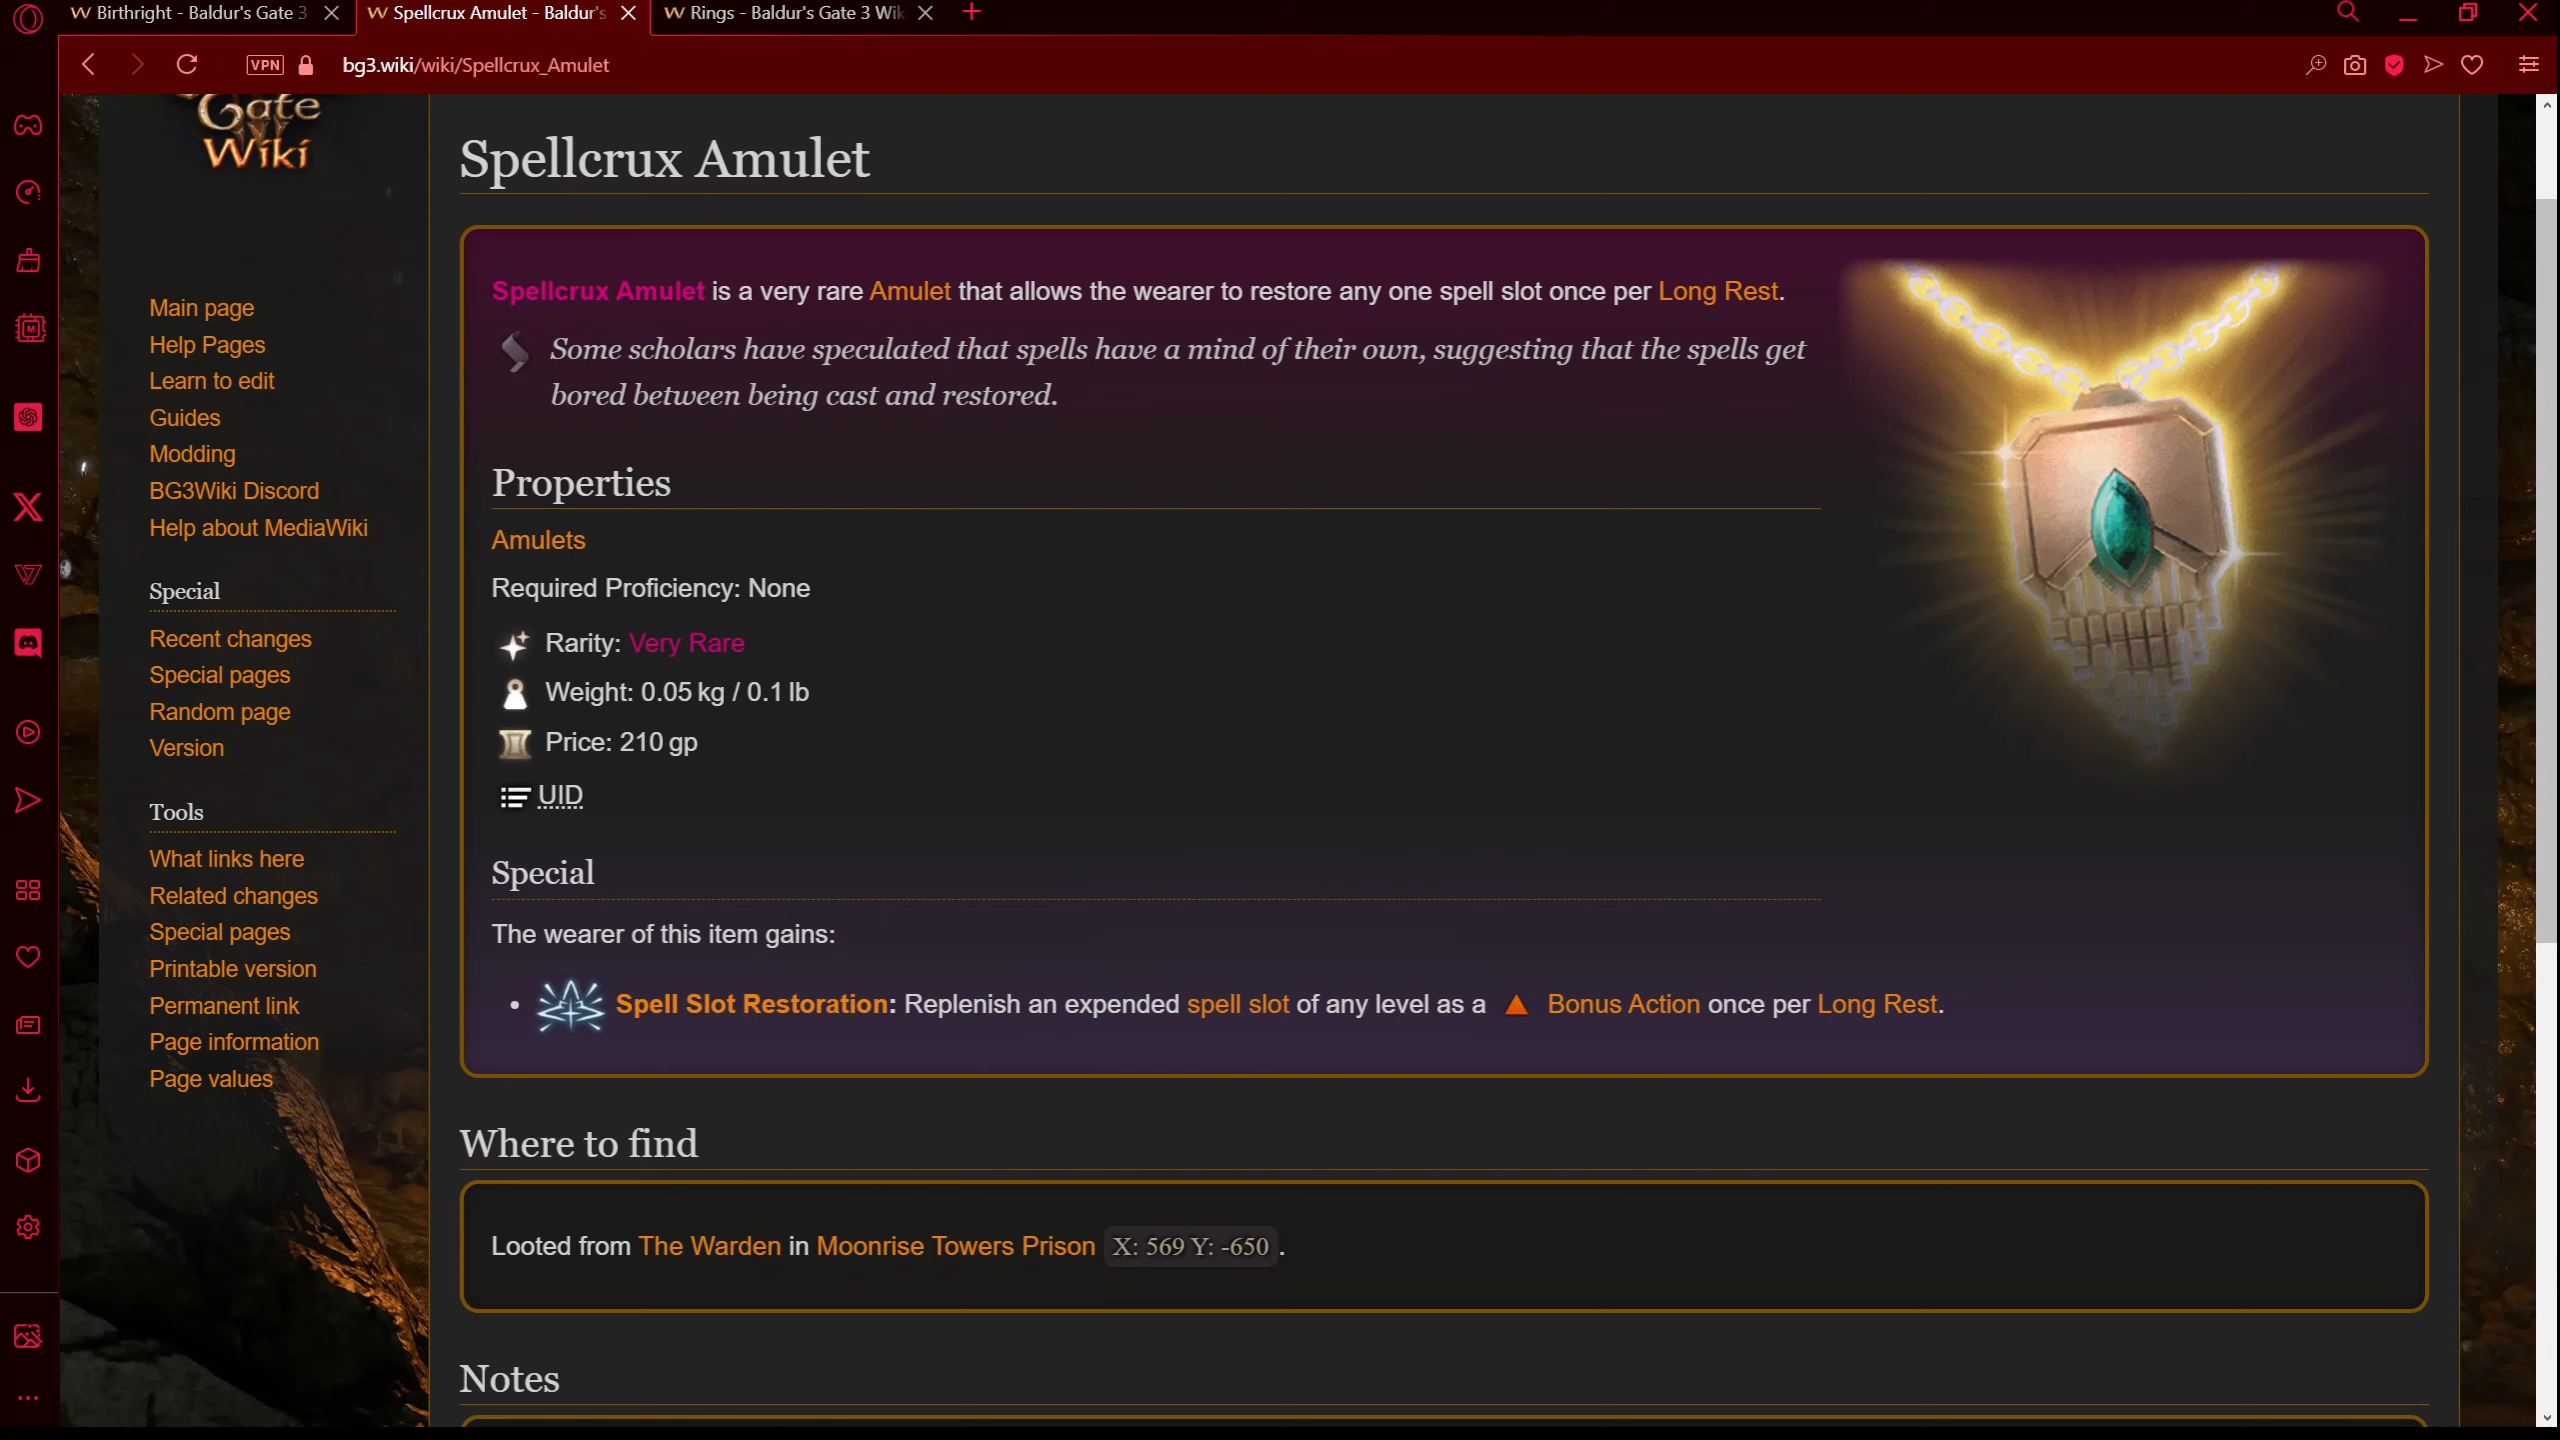 Birthright - Baldur's Gate 3
Spellcrux Amulet - Baldur's
Rings - Baldur's Gate 3 Wik
VPN
bg3.wiki/wiki/Spellcrux_Amulet
Gate
Wiki
Main page
Help Pages
Learn to edit
Guides
Modding
BG3Wiki Discord
Help about MediaWiki
Special
Recent changes
Special pages
Random page
Version
Tools
What links here
Related changes
Special pages
Printable version
Permanent link
Page information
Page values
Spellcrux Amulet
Spellcrux Amulet is a very rare Amulet that allows the wearer to restore any one spell slot once per Long Rest.
Some scholars have speculated that spells have a mind of their own, suggesting that the spells get
bored between being cast and restored.
Properties
Amulets
Required Proficiency: None
Rarity: Very Rare
Weight: 0.05 kg / 0.1 lb
Price: 210 gp
UID
Special
The wearer of this item gains:
• Spell Slot Restoration: Replenish an expended spell slot of any level as a Bonus Action once per Long Rest.
Where to find
Looted from The Warden in Moonrise Towers Prison X: 569 Y: -650 .
Notes